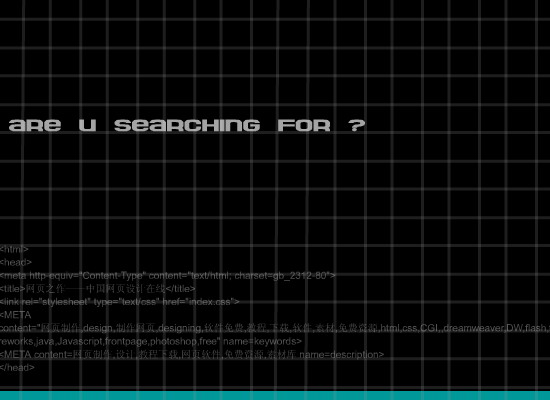 are u searching for ?
<html>
<head>
<meta http-equiv="Content-Type" content="text/html; charset=gb_2312-80">
<title>网页之作——中国网页设计在线</title>
<link rel="stylesheet" type="text/css" href="index.css">
<META
content="网页制作,design,制作网页,designing,软件免费,教程,下载,软件,素材,免费资源,html,css,CGI,,dreamweaver,DW,flash,
reworks,java,Javascript,frontpage,photoshop,free" name=keywords>
<META content=网页制作,设计,教程下载,网页软件,免费资源,素材库 name=description>
</head>